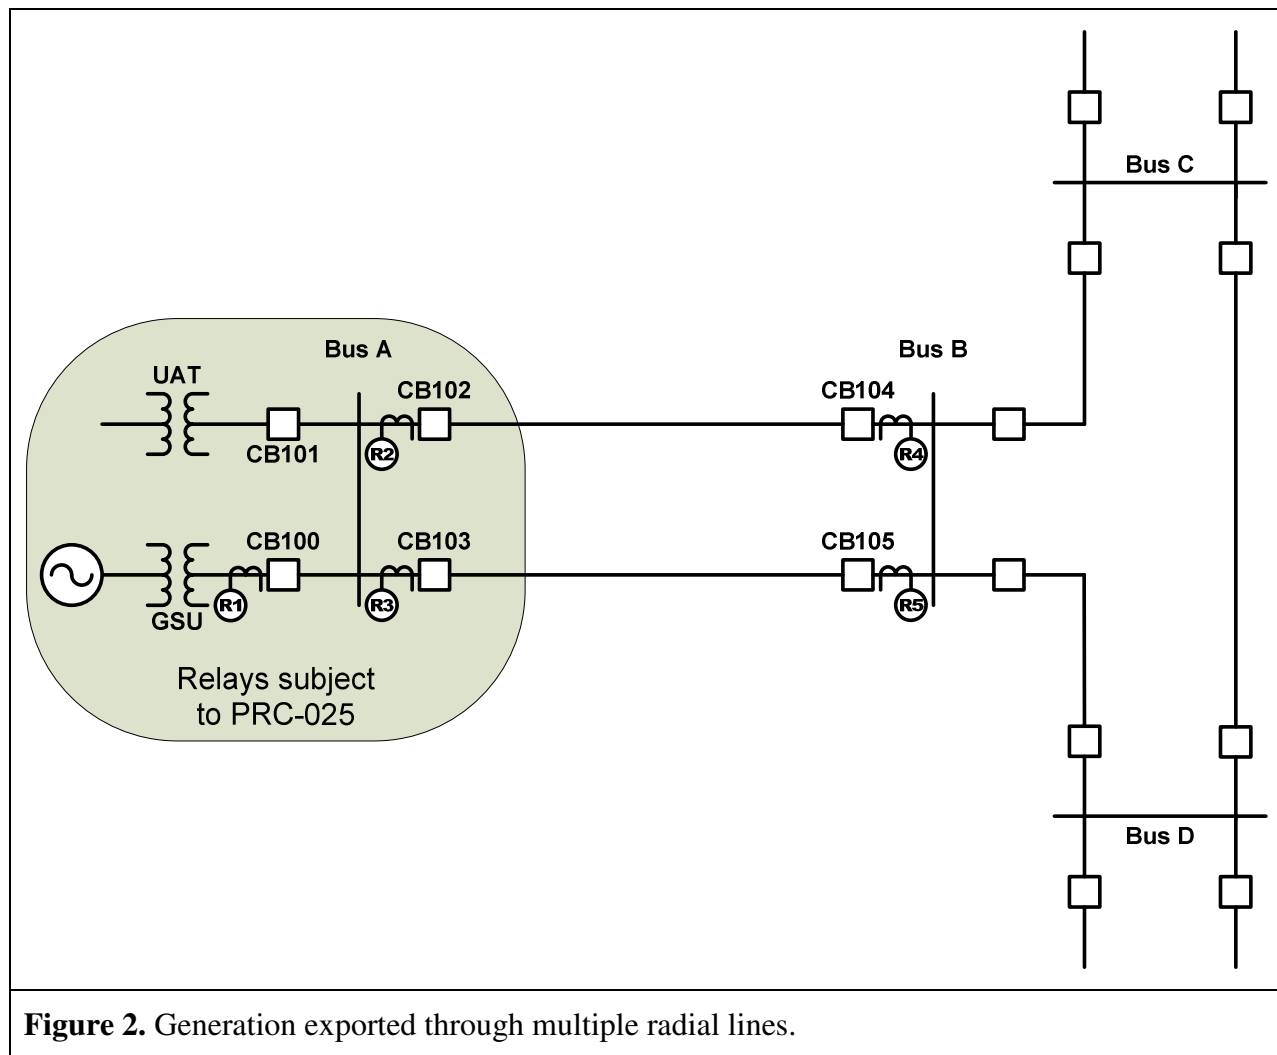 Bus C
Bus A
Bus B
UAT
CB102
CB104
CB101
R2
R4
CB100
CB103
CB105
R1
R3
R5
GSU
Relays subject
to PRC-025
Bus D
Figure 2. Generation exported through multiple radial lines.